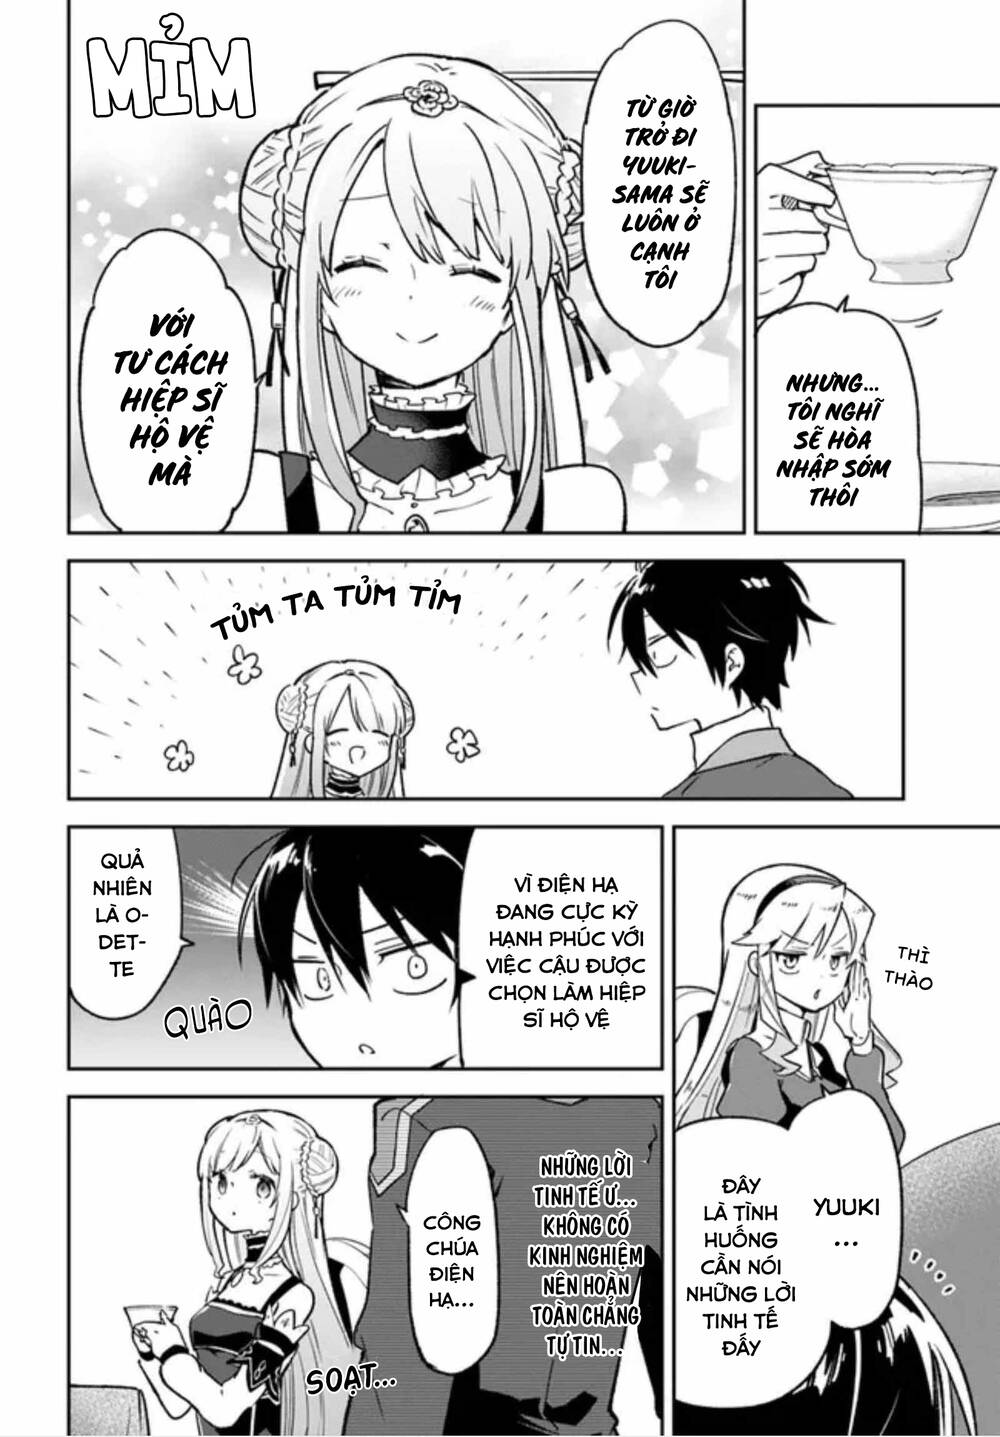 NHƯNG...
TÔI NGHĨ
SẼ HÒA
NHẬP SỚM
THÔI
TỪ GIỜ
TRỞ ĐI
YUUKI-
SAMA SẼ
LUÔN Ở
CẠNH
TÔI
MỈM
VỚI
TƯ CÁCH
HIỆP SĨ
HỘ VỆ
MÀ
TỦM TA TỦM TỈM
THÌ
THÀO
YUUKI
...
ĐÂY
LÀ TÌNH
HUỐNG
CẦN NÓI
NHỮNG LỜI
TINH TẾ
ĐẤY
VÌ ĐIỆN HẠ
ĐANG CỰC KỲ
HẠNH PHÚC VỚI
VIỆC CẬU ĐƯỢC
CHỌN LÀM HIỆP
SĨ HỘ VỆ
QUẢ
NHIÊN
LÀ O-
DET-
TE
QUÀO
NHỮNG LỜI
TINH TẾ Ư...
KHÔNG CÓ
KINH NGHIỆM
NÊN HOÀN
TOÀN CHẲNG
TỰ TIN...
CÔNG
CHÚA
ĐIỆN
HẠ...
SOẠT...